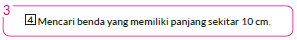 3
4 Mencari benda yang memiliki panjang sekitar 10 cm.